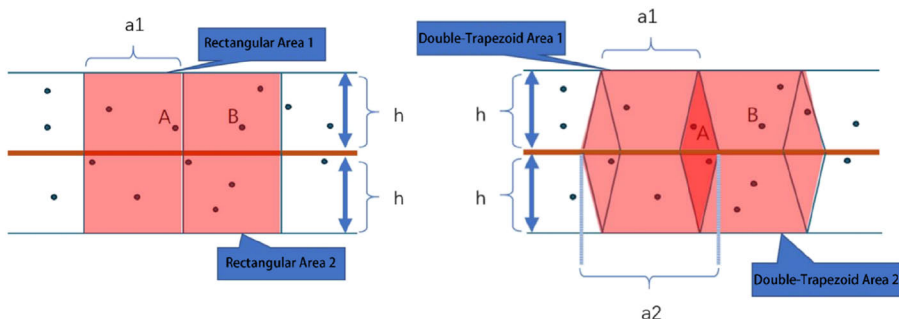 a1
Rectangular Area 1
A
B
h
h
Rectangular Area 2
a1
Double-Trapezoid Area 1
h
h
A
B
Double-Trapezoid Area 2
a2